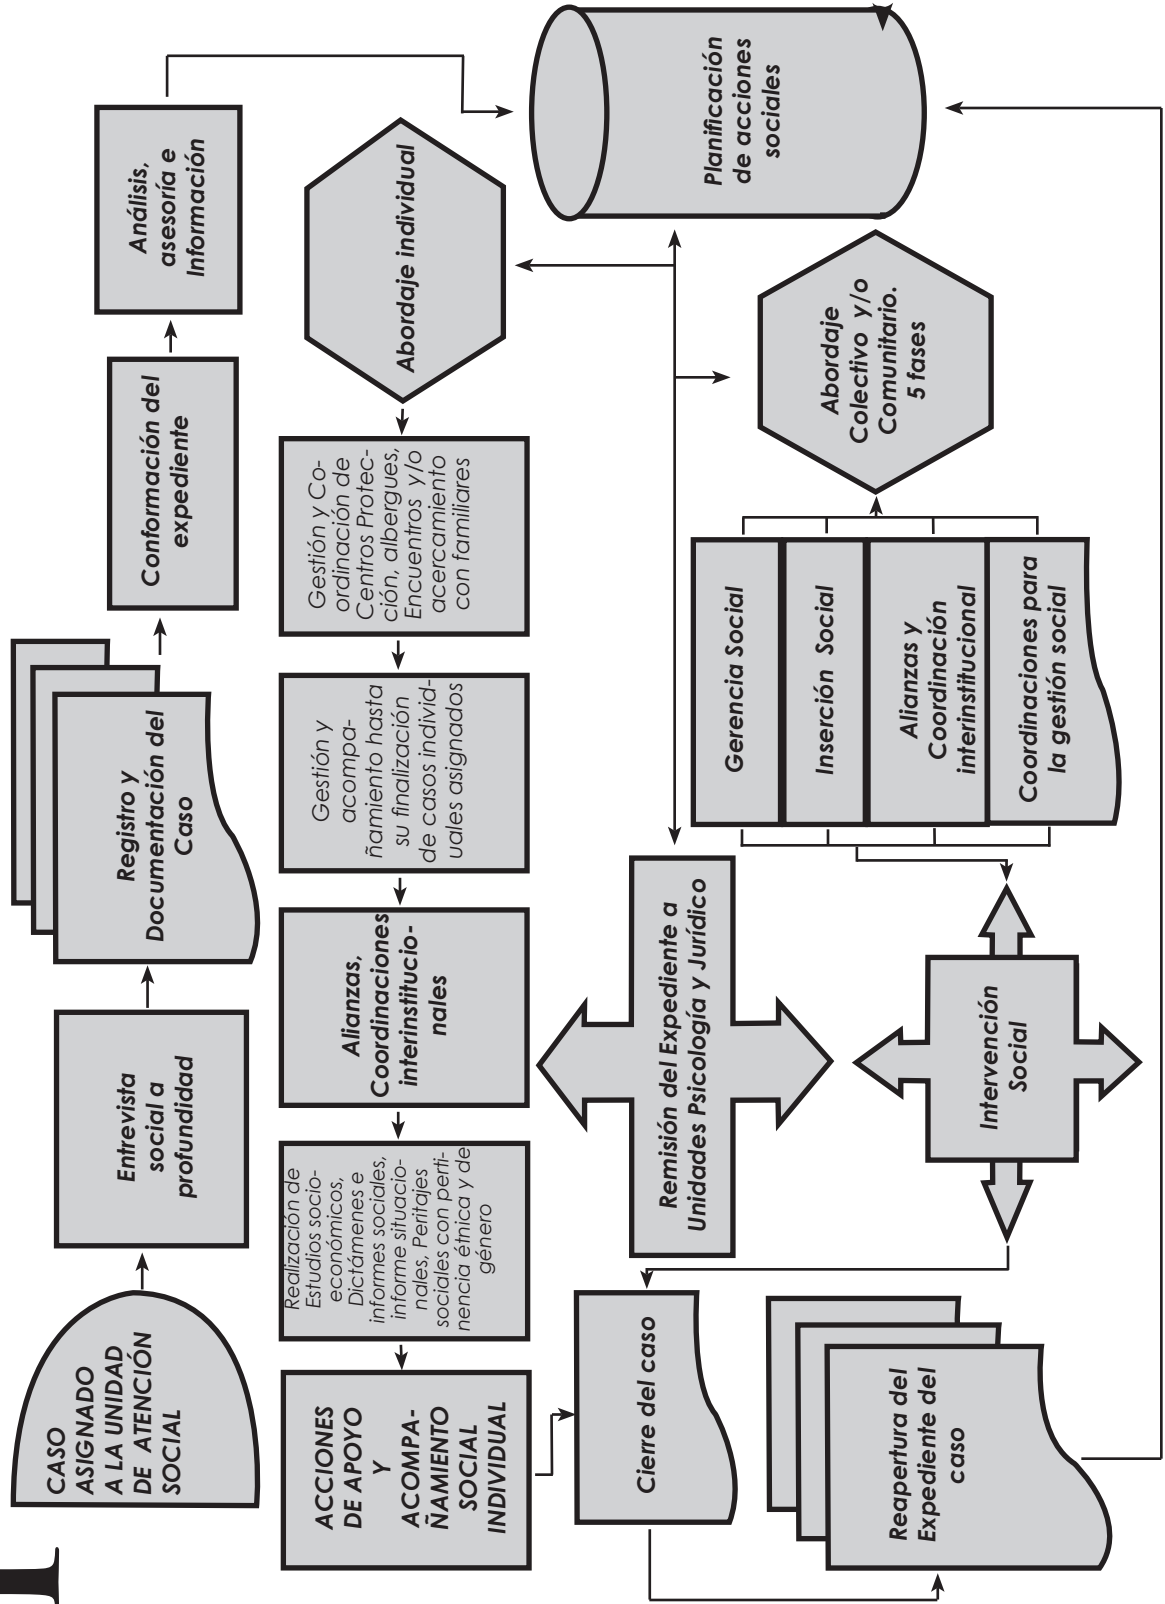 CASO
ASIGNADO
A LA UNIDAD
DE ATENCIÓN
SOCIAL
Entrevista
social a
profundidad
Registro y
Documentación del
Caso
Conformación del
expediente
Análisis,
asesoría e
Información
Planificación
de acciones
sociales
Abordaje individual
Gestión y Co-
ordinación de
Centros Protec-
ción, albergues,
Encuentros y/o
acercamiento
con familiares
Gestión y
acompa-
ñamiento hasta
su finalización
de casos individ-
uales asignados
Alianzas,
Coordinaciones
interinstitucio-
nales
Realización de
Estudios socio-
económicos,
Dictámenes e
informes sociales,
informe situacio-
nales, Peritajes
sociales con perti-
nencia étnica y de
género
ACCIONES
DE APOYO
Y
ACOMPA-
ÑAMIENTO
SOCIAL
INDIVIDUAL
Remisión del Expediente a
Unidades Psicología y Jurídico
Abordaje
Colectivo y/o
Comunitario.
5 fases
Gerencia Social
Inserción Social
Alianzas y
Coordinación
interinstitucional
Coordinaciones para
la gestión social
Intervención
Social
Cierre del caso
Reapertura del
Expediente del
caso